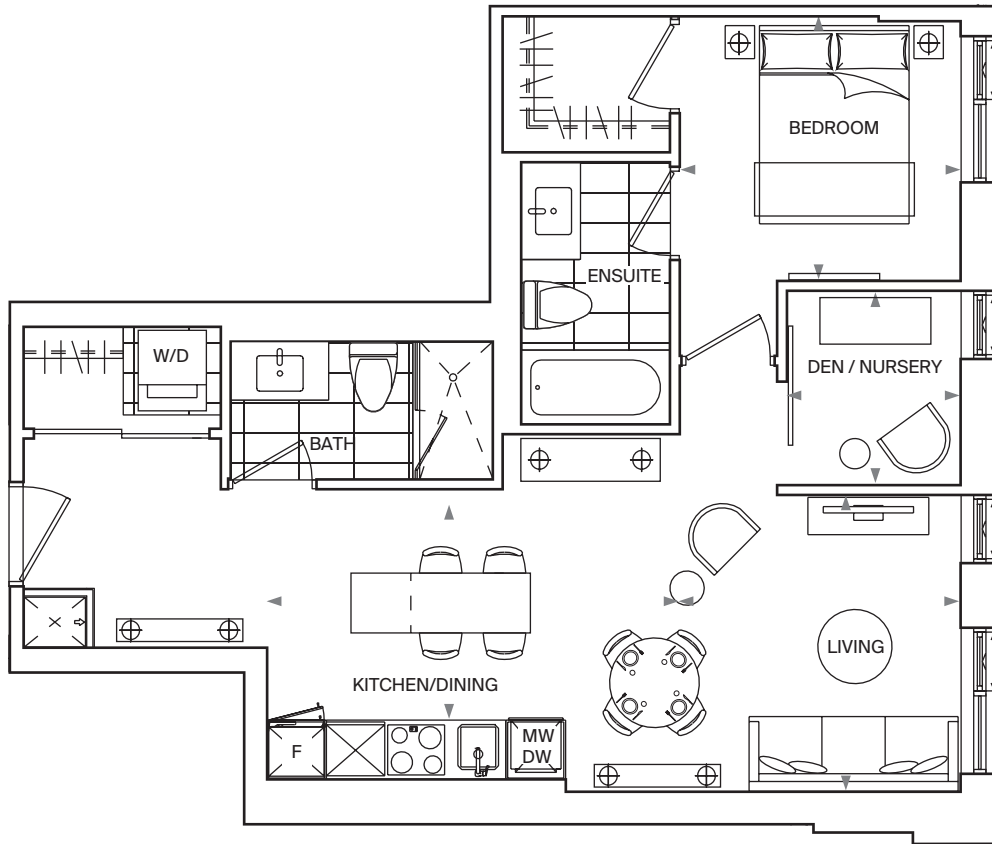 BEDROOM
ENSUITE
W/D
DEN / NURSERY
BATH
LIVING
KITCHEN/DINING
F
MW
DW